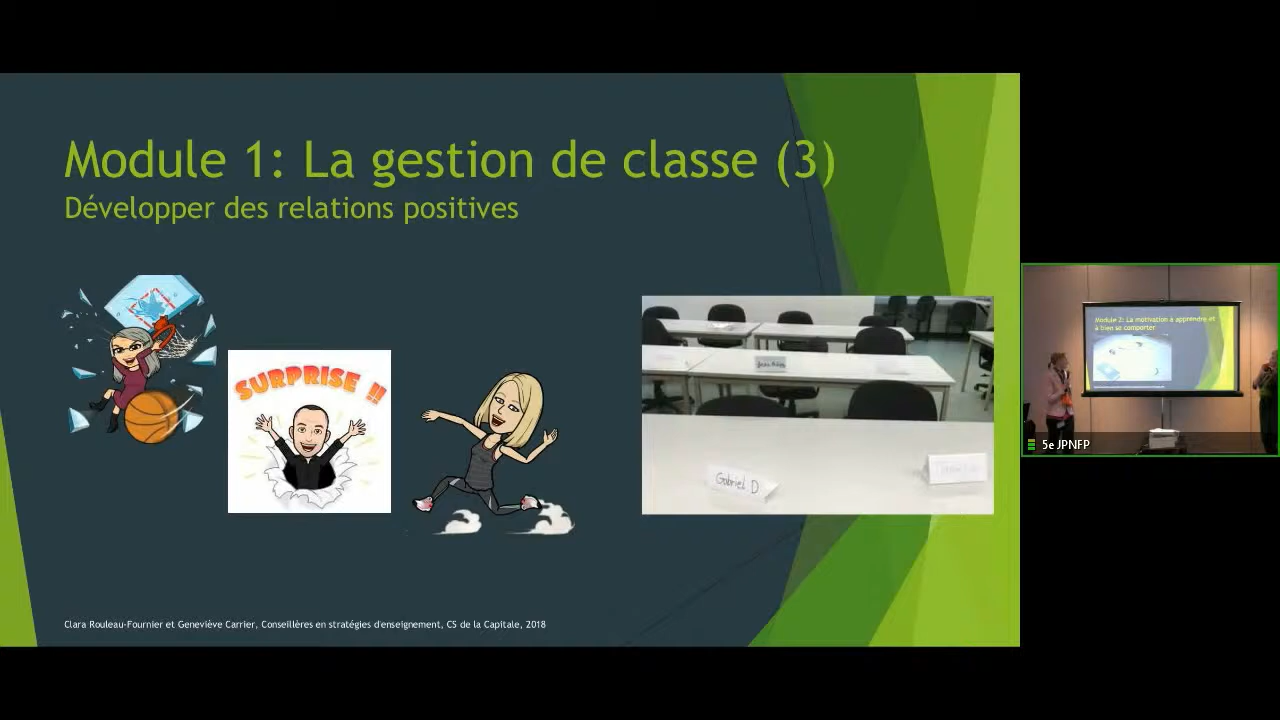 Module 1: La gestion de classe (3)
Développer des relations positives
SURPRISE !!
Gabriel D
Clara Rouleau-Fournier et Geneviève Carrier, Conseillères en stratégies d'enseignement, CS de la Capitale, 2018
Module 2: La motivation à apprendre et
à bien se comporter
5e JPNFP